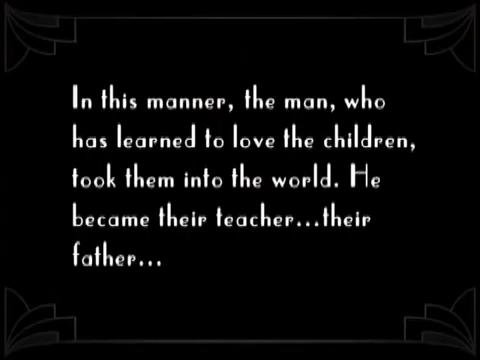 In this manner, the man, who
has learned to love the children,
took them into the world. He
became their teacher...their
father...